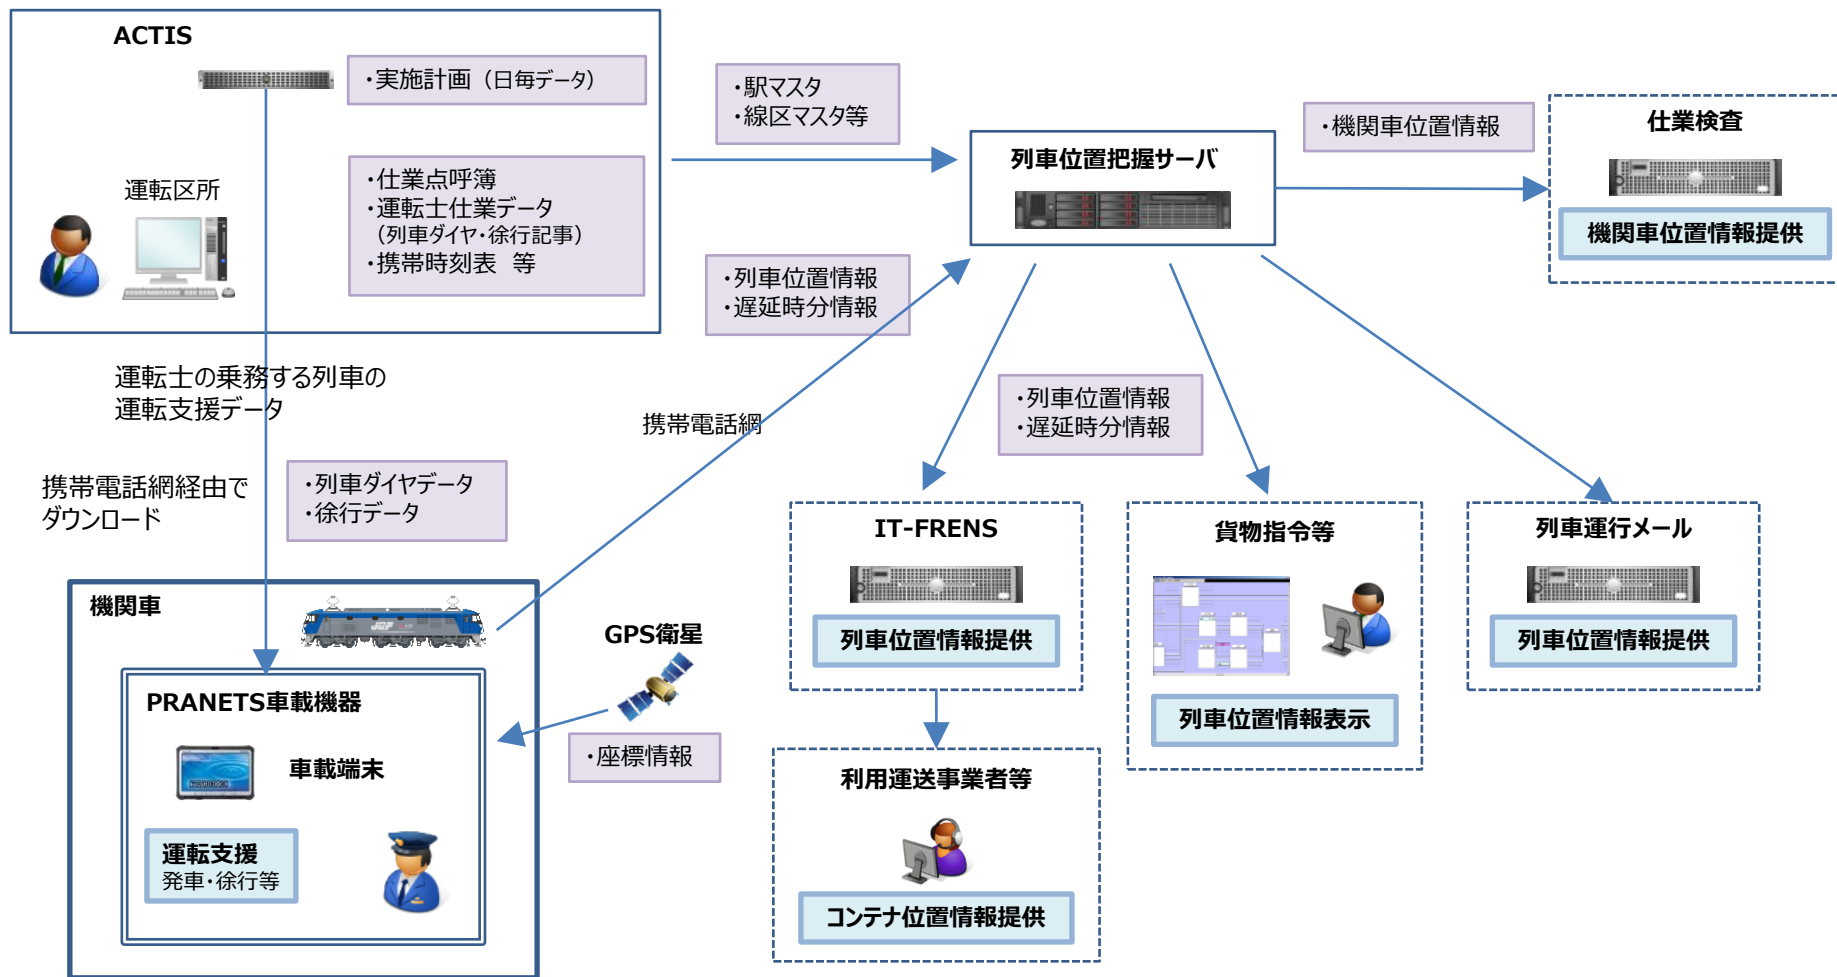 ACTIS
・実施計画（日毎データ）
運転区所
・仕業点呼簿
・運転士仕業データ
（列車ダイヤ・徐行記事）
・携帯時刻表　等
・駅マスタ
・線区マスタ等
列車位置把握サーバ
・機関車位置情報
仕業検査
機関車位置情報提供
・列車位置情報
・遅延時分情報
運転士の乗務する列車の
運転支援データ
携帯電話網
・列車位置情報
・遅延時分情報
携帯電話網経由で
ダウンロード
・列車ダイヤデータ
・徐行データ
機関車
JRF
PRANETS車載機器
車載端末
運転支援
発車・徐行等
GPS衛星
・座標情報
IT-FRENS
列車位置情報提供
利用運送事業者等
コンテナ位置情報提供
貨物指令等
列車位置情報表示
列車運行メール
列車位置情報提供